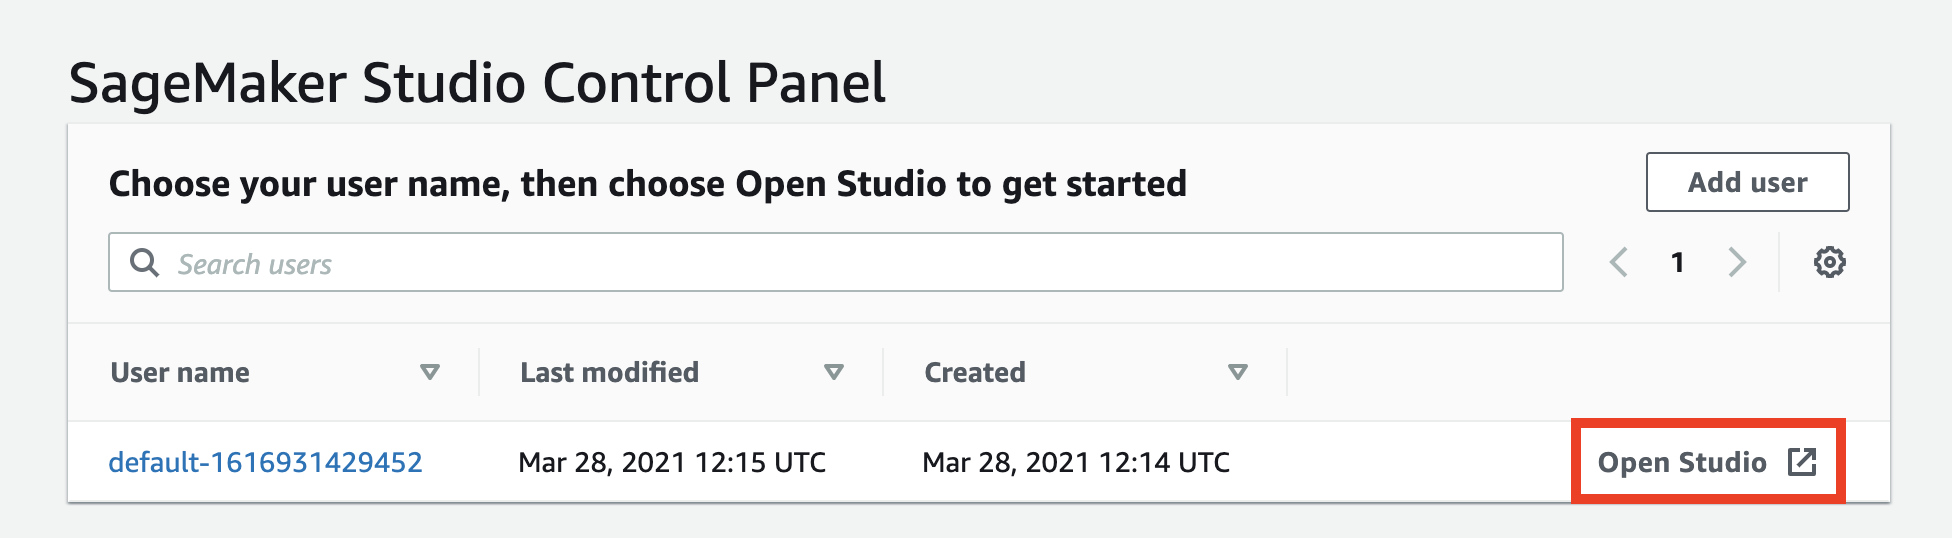 SageMaker Studio Control Panel
Choose your user name, then choose Open Studio to get started
Add user
Search users
1
User name
Last modified
Created
default-1616931429452
Mar 28, 2021 12:15 UTC
Mar 28, 2021 12:14 UTC
Open Studio